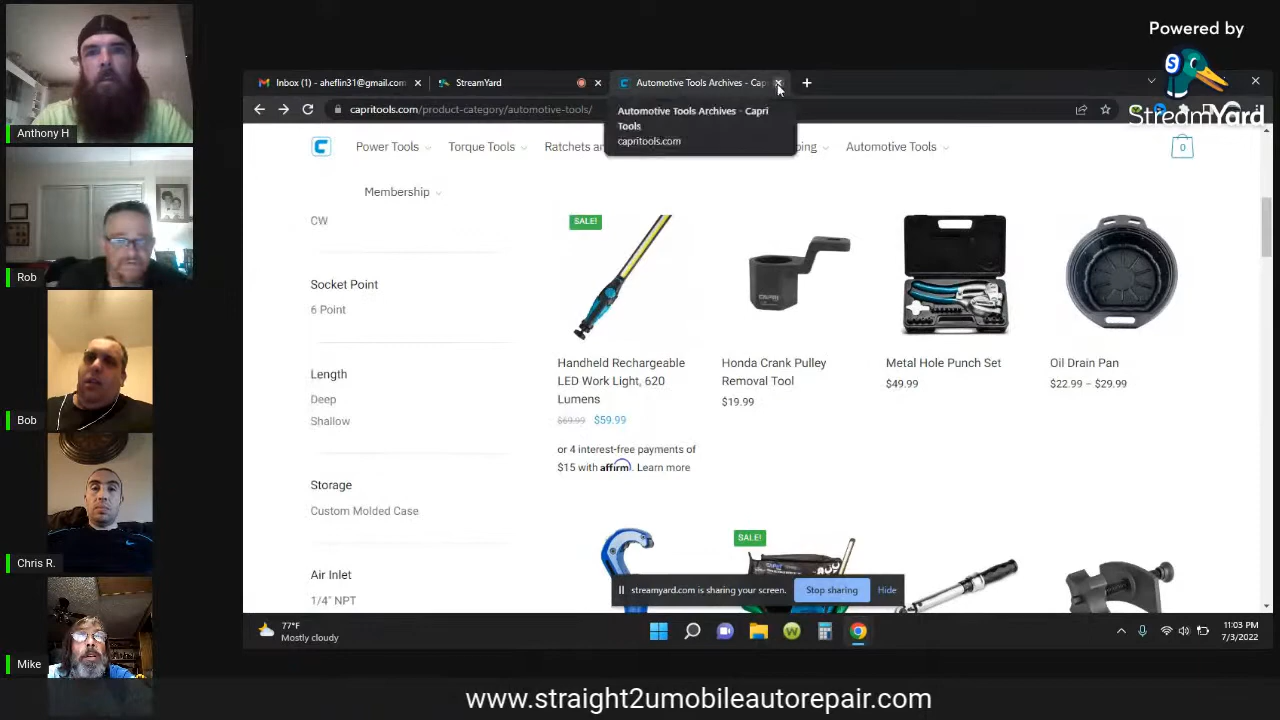 Powered by
StreamYard
Anthony H
Rob
Bob
Chris R.
Mike
Inbox (1) - aheflin31@gmail.com
StreamYard
Automotive Tools Archives - Cap
capritools.com/product-category/automotive-tools/
Automotive Tools Archives - Capri
Tools
capritools.com
Power Tools
Torque Tools
Ratchets an
ping
Automotive Tools
0
Membership
CW
Socket Point
6 Point
Length
Deep
Shallow
Storage
Custom Molded Case
Air Inlet
1/4" NPT
SALE!
Handheld Rechargeable
LED Work Light, 620
Lumens
$69.99 $59.99
or 4 interest-free payments of
$15 with affirm. Learn more
Honda Crank Pulley
Removal Tool
$19.99
Metal Hole Punch Set
$49.99
Oil Drain Pan
$22.99 – $29.99
SALE!
streamyard.com is sharing your screen.
Stop sharing
Hide
77°F
Mostly cloudy
11:03 PM
7/3/2022
www.straight2umobileautorepair.com